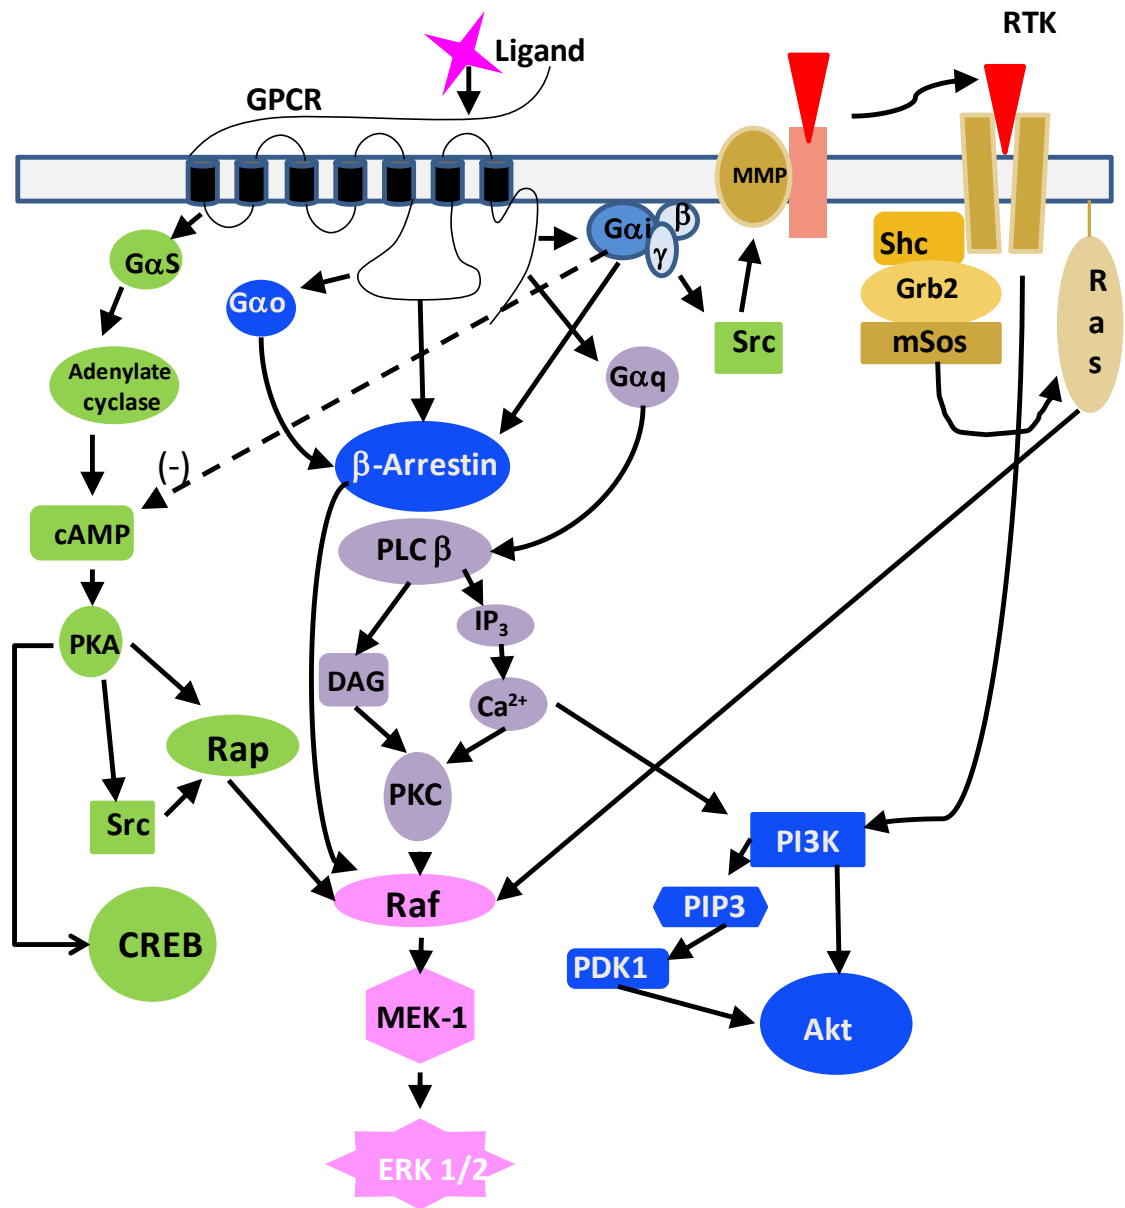 RTK
Ligand
GPCR
MMP
GαS
Gαi
β
γ
Gαo
Shc
Grb2
mSos
R
a
s
Src
Adenylate
cyclase
Gαq
(-)
β-Arrestin
cAMP
PLC β
PKA
IP3
DAG
Ca2+
Rap
PKC
Src
PI3K
Raf
PIP3
CREB
PDK1
MEK-1
Akt
ERK 1/2